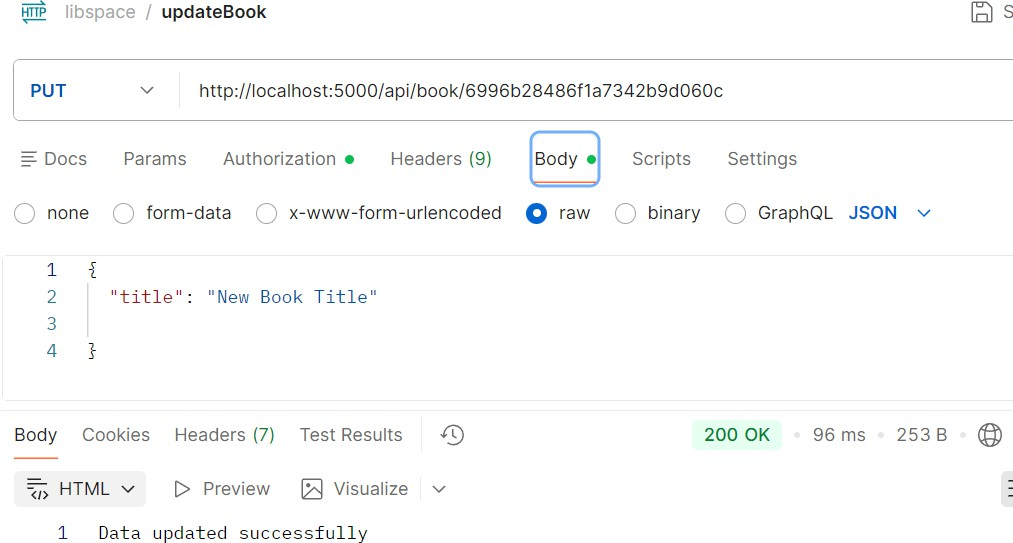 HTTP libspace / updateBook S
PUT http://localhost:5000/api/book/6996b28486f1a7342b9d060c
Docs Params Authorization Headers (9) Body Scripts Settings
none form-data x-www-form-urlencoded raw binary GraphQL JSON
1 {
2 "title": "New Book Title"
3
4 }
Body Cookies Headers (7) Test Results 200 OK • 96 ms • 253 B •
HTML Preview Visualize
1 Data updated successfully